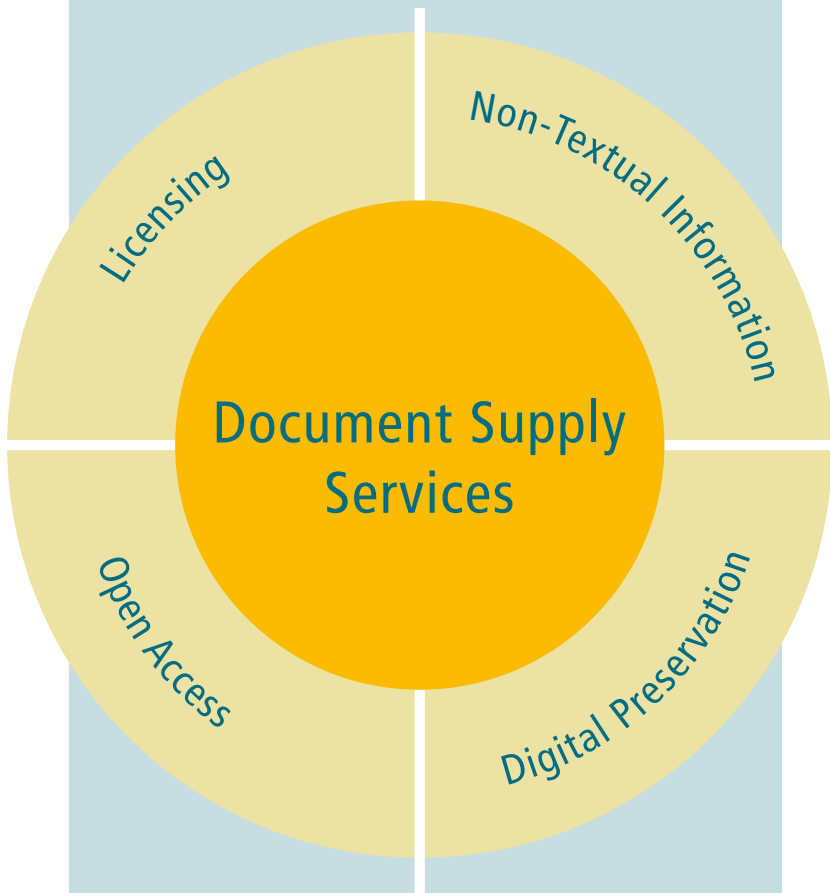 Licensing
Non-Textual Information
Document Supply
Services
Open Access
Digital Preservation